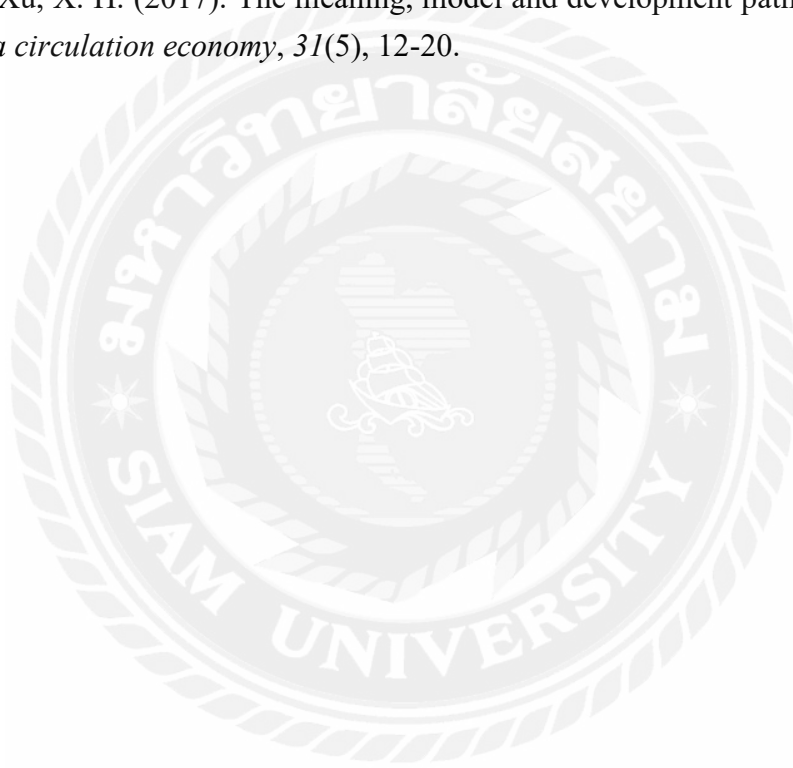 Xu, X. H. (2017). The meaning, model and development path
a circulation economy, 31(5), 12-20.
มหาวิทยาลัยสยาม
SIAM UNIVERSITY